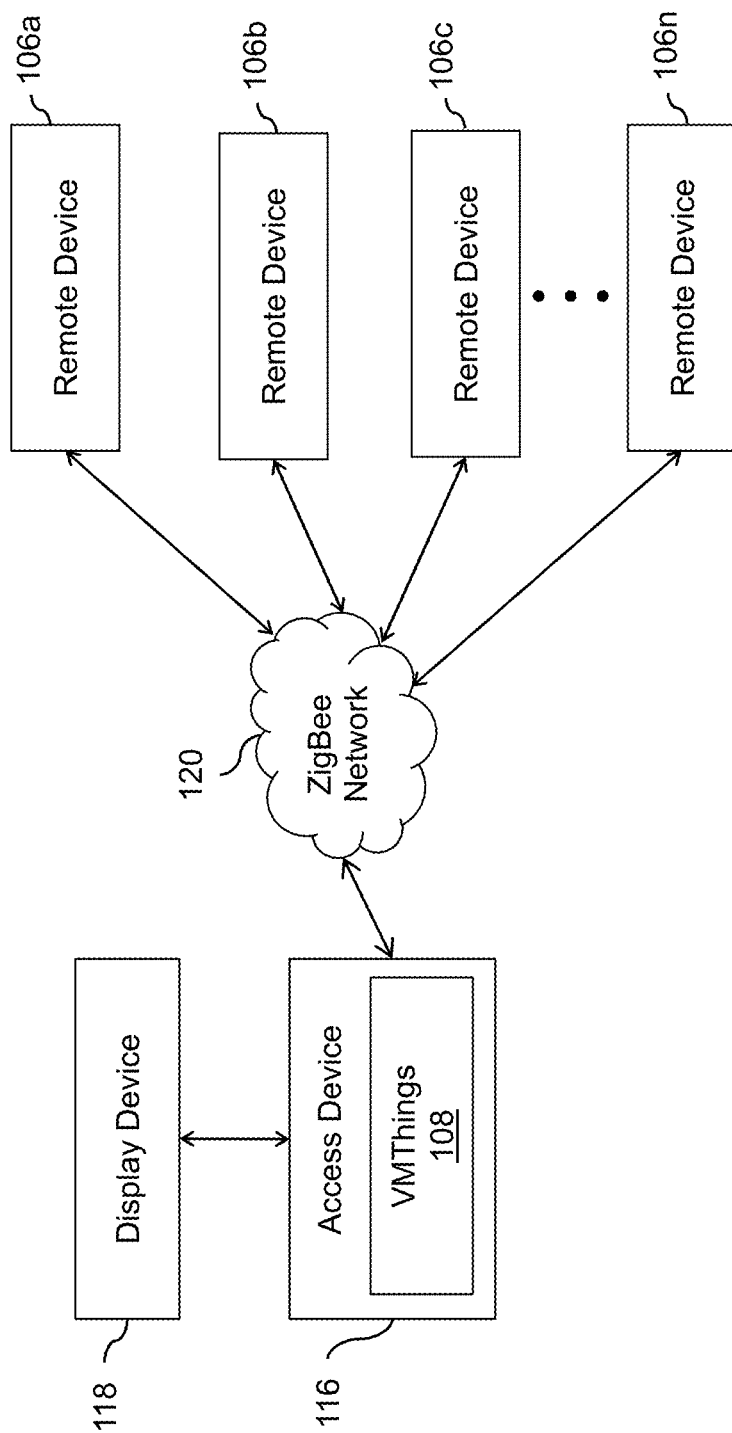 118
Display Device
116
Access Device
VMThings
108
120
ZigBee
Network
Remote Device
106a
Remote Device
106b
Remote Device
106c
Remote Device
106n